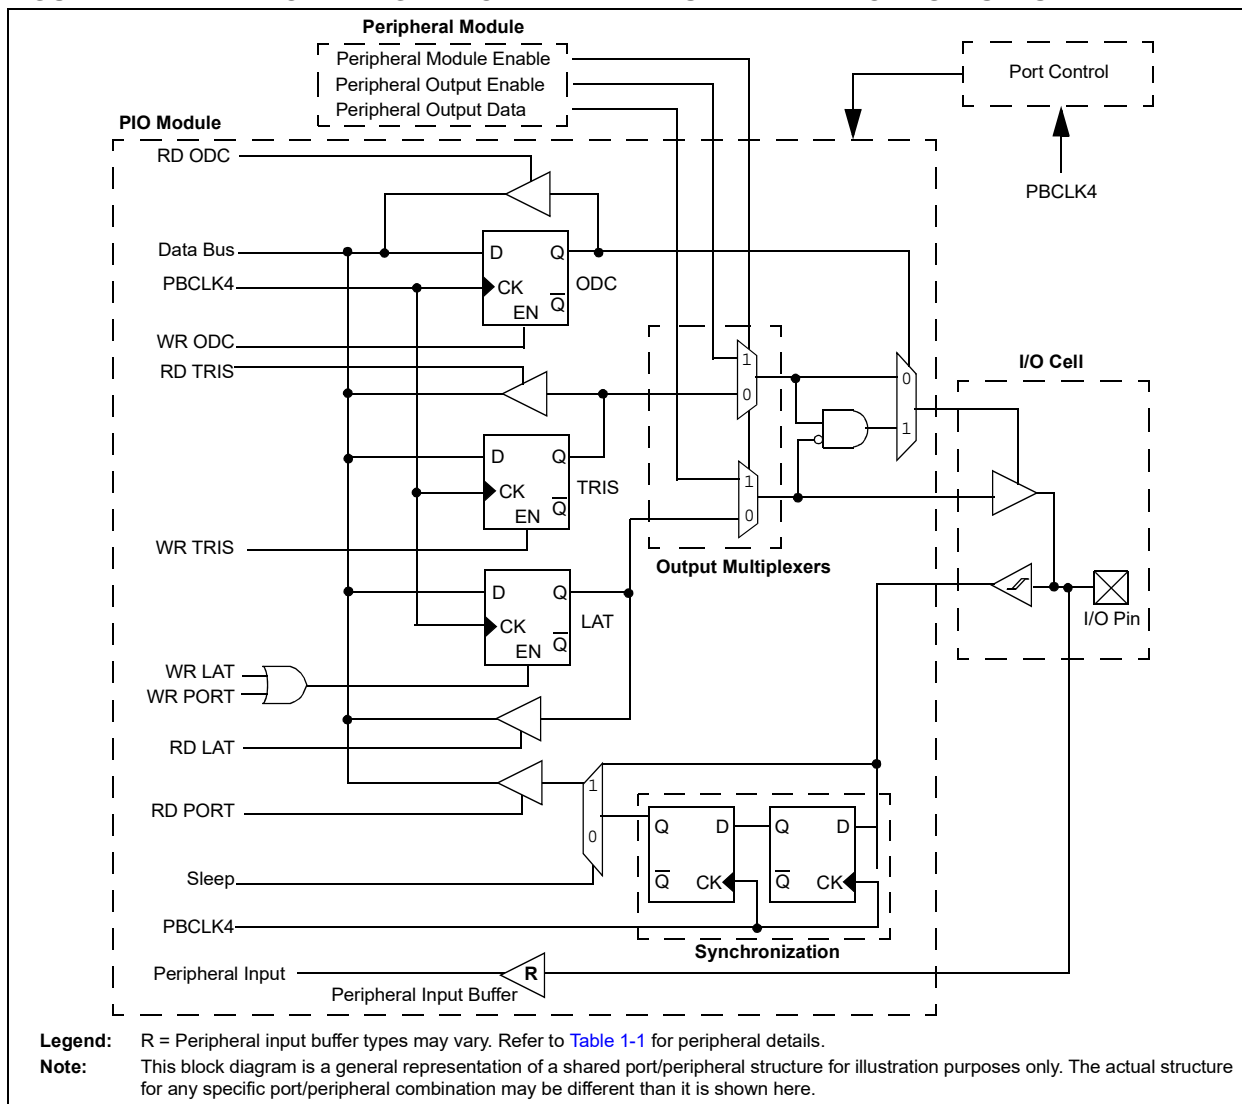 Peripheral Module
Peripheral Module Enable
Peripheral Output Enable
Peripheral Output Data
Port Control
PBCLK4
PIO Module
RD ODC
Data Bus
PBCLK4
WR ODC
RD TRIS
D Q
CK
EN Q
ODC
D Q
CK
EN Q
TRIS
WR TRIS
D Q
CK
EN Q
LAT
WR LAT
WR PORT
RD LAT
RD PORT
Sleep
PBCLK4
1
0
1
0
Output Multiplexers
0
1
I/O Cell
I/O Pin
1
0
Q D
Q CK
Q D
Q CK
Synchronization
Peripheral Input
R
Peripheral Input Buffer
Legend: R = Peripheral input buffer types may vary. Refer to Table 1-1 for peripheral details.
Note: This block diagram is a general representation of a shared port/peripheral structure for illustration purposes only. The actual structure
for any specific port/peripheral combination may be different than it is shown here.